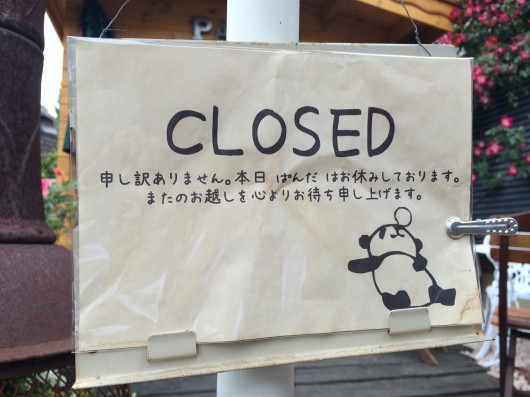 CLOSED
申し訳ありません。本日 ぱんだ はお休みしております。
またのお越しを心よりお待ち申し上げます。